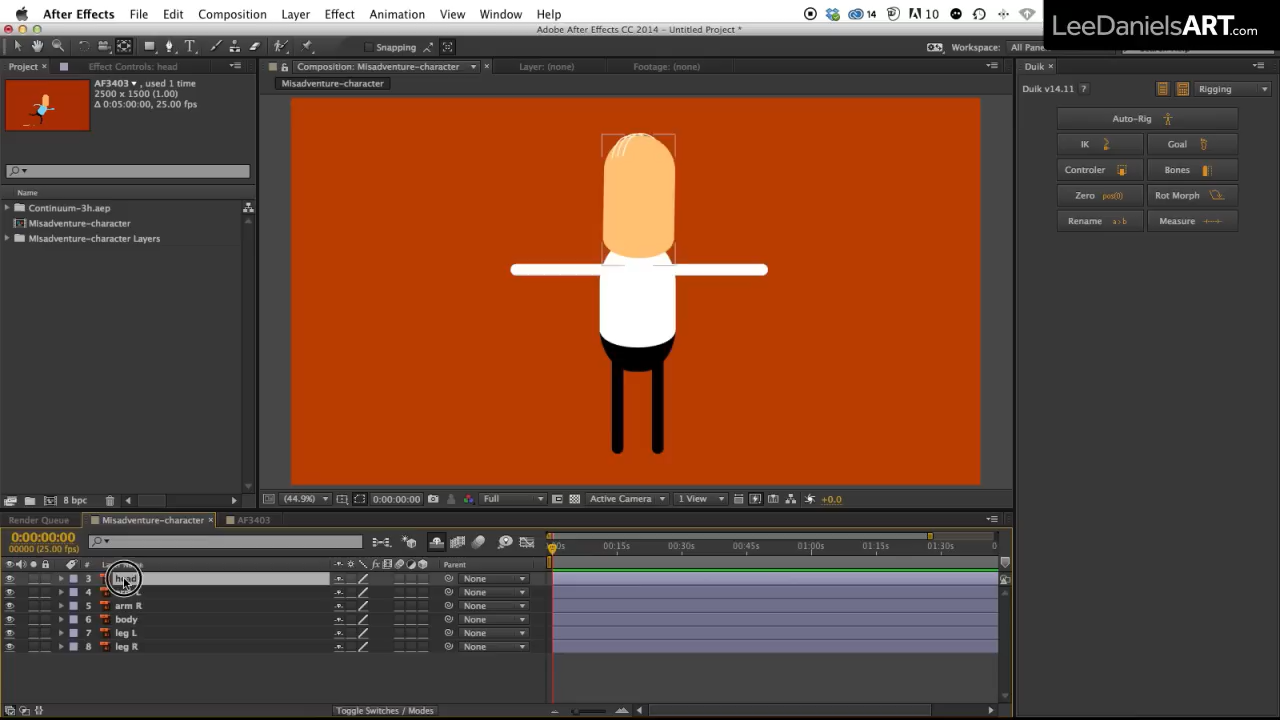 After Effects File Edit Composition Layer Effect Animation View Window Help 14 10
LeeDanielsART.com
Adobe After Effects CC 2014 - Untitled Project *
Snapping Workspace: All Pane
Project Effect Controls: head Composition: Misadventure-character × Layer: (none) Footage: (none) Duik ×
Misadventure-character
AF3403 , used 1 time
2500 x 1500 (1.00)
Δ 0:05:00:00, 25.00 fps
Duik v14.11 ? Rigging
Auto-Rig
IK Goal
Controler Bones
Zero pos(0) Rot Morph
Rename a>b Measure
Name
Continuum-3h.aep
Misadventure-character
MIsadventure-character Layers
8 bpc (44.9%) 0:00:00:00 Full Active Camera 1 View +0.0
Render Queue Misadventure-character × AF3403
0:00:00:00
00000 (25.00 fps)
00s 00:15s 00:30s 00:45s 01:00s 01:15s 01:30s 0
# Parent
3 head None
4 None
5 arm R None
6 body None
7 leg L None
8 leg R None
Toggle Switches / Modes